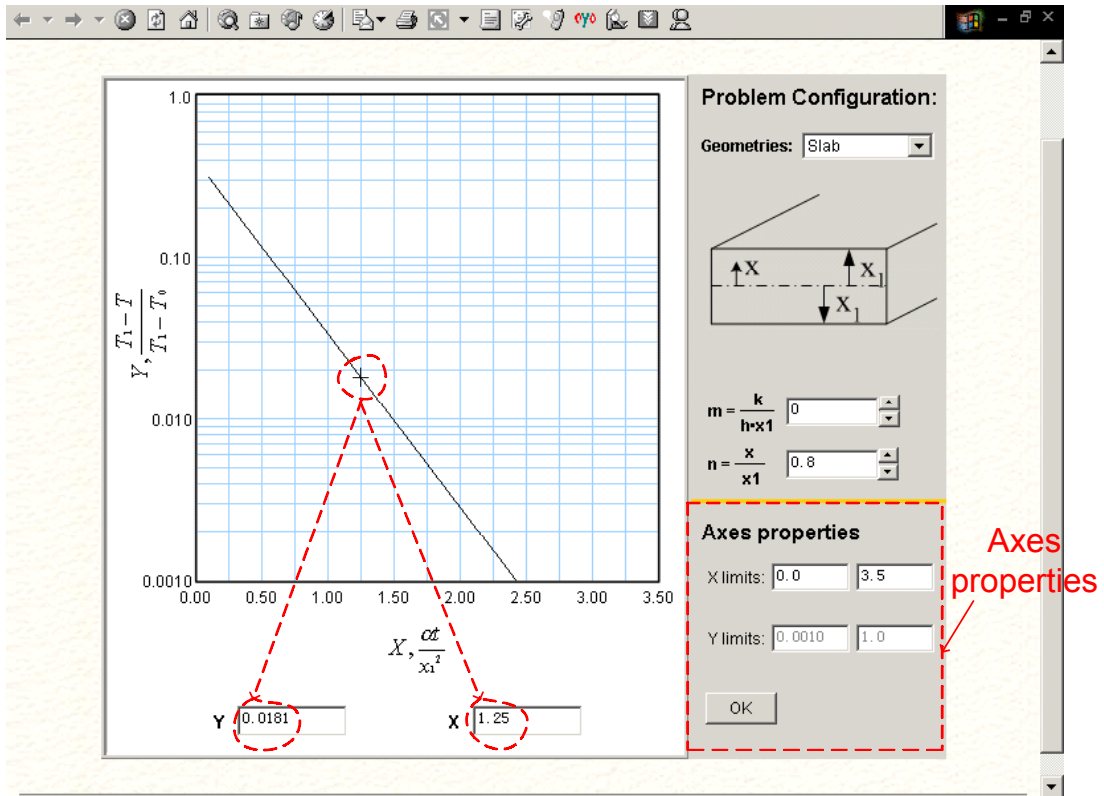 1.0
0.10
0.010
0.0010
Y, T₁ − T / T₁ − T₀
0.00 0.50 1.00 1.50 2.00 2.50 3.00 3.50
X, αt / x₁²
Y 0.0181 X 1.25
Problem Configuration:
Geometries: Slab
X X₁
X₁
m = k / h•x1 0
n = x / x1 0.8
Axes properties
X limits: 0.0 3.5
Y limits: 0.0010 1.0
OK
Axes
properties